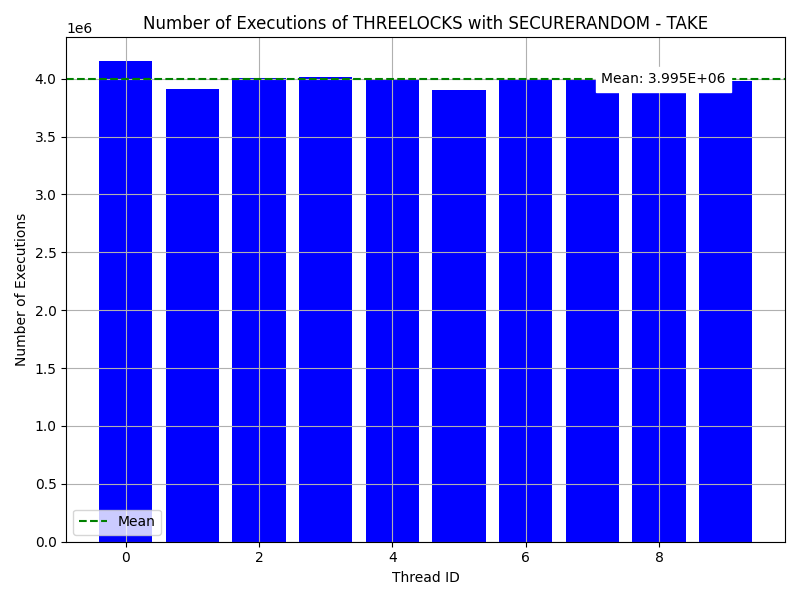 Number of Executions of THREELOCKS with SECURERANDOM - TAKE
1e6
4.0
3.5
3.0
2.5
2.0
1.5
1.0
0.5
0.0
Number of Executions
Mean: 3.995E+06
Mean
0 2 4 6 8
Thread ID